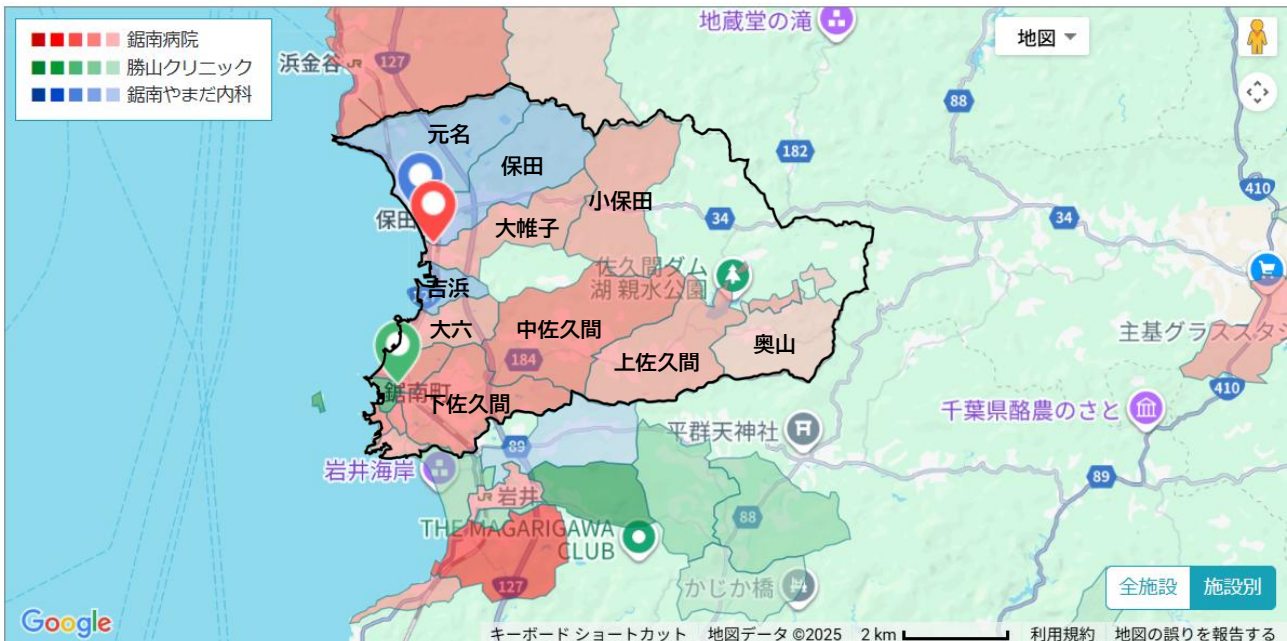 鋸南病院
勝山クリニック
鋸南やまだ内科
地蔵堂の滝
地図
浜金谷
JR
127
88
182
410
元名
保田
小保田
保田
大帷子
34
34
佐久間ダム
湖 親水公園
吉浜
大六
中佐久間
184
上佐久間
奥山
主基グラススタ
鋸南町
下佐久間
410
千葉県酪農のさと
平群天神社
89
岩井海岸
89
JR 岩井
88
THE MAGARIGAWA
CLUB
127
かじか橋
全施設
施設別
Google
キーボード ショートカット 地図データ ©2025 2 km 利用規約 地図の誤りを報告する